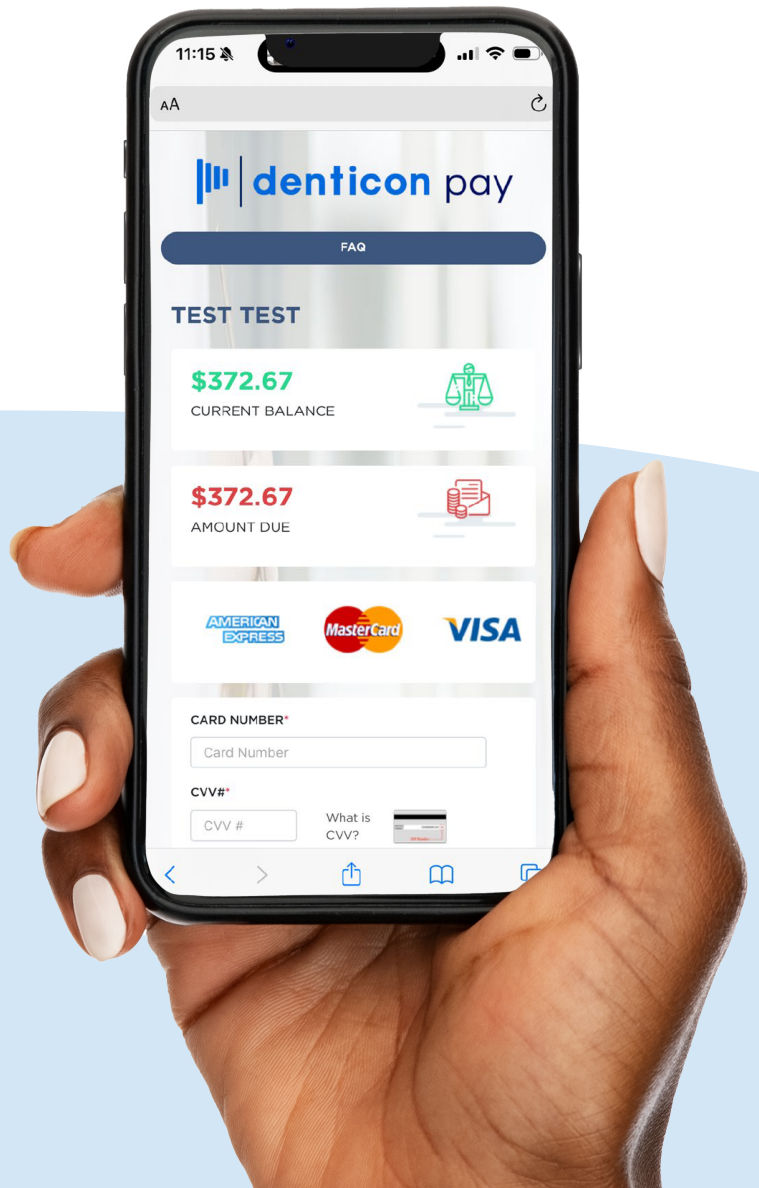 11:15
AA
denticon pay
FAQ
TEST TEST
$372.67
CURRENT BALANCE
$372.67
AMOUNT DUE
AMERICAN
EXPRESS
MasterCard
VISA
CARD NUMBER*
Card Number
CVV#*
CVV #
What is
CVV?